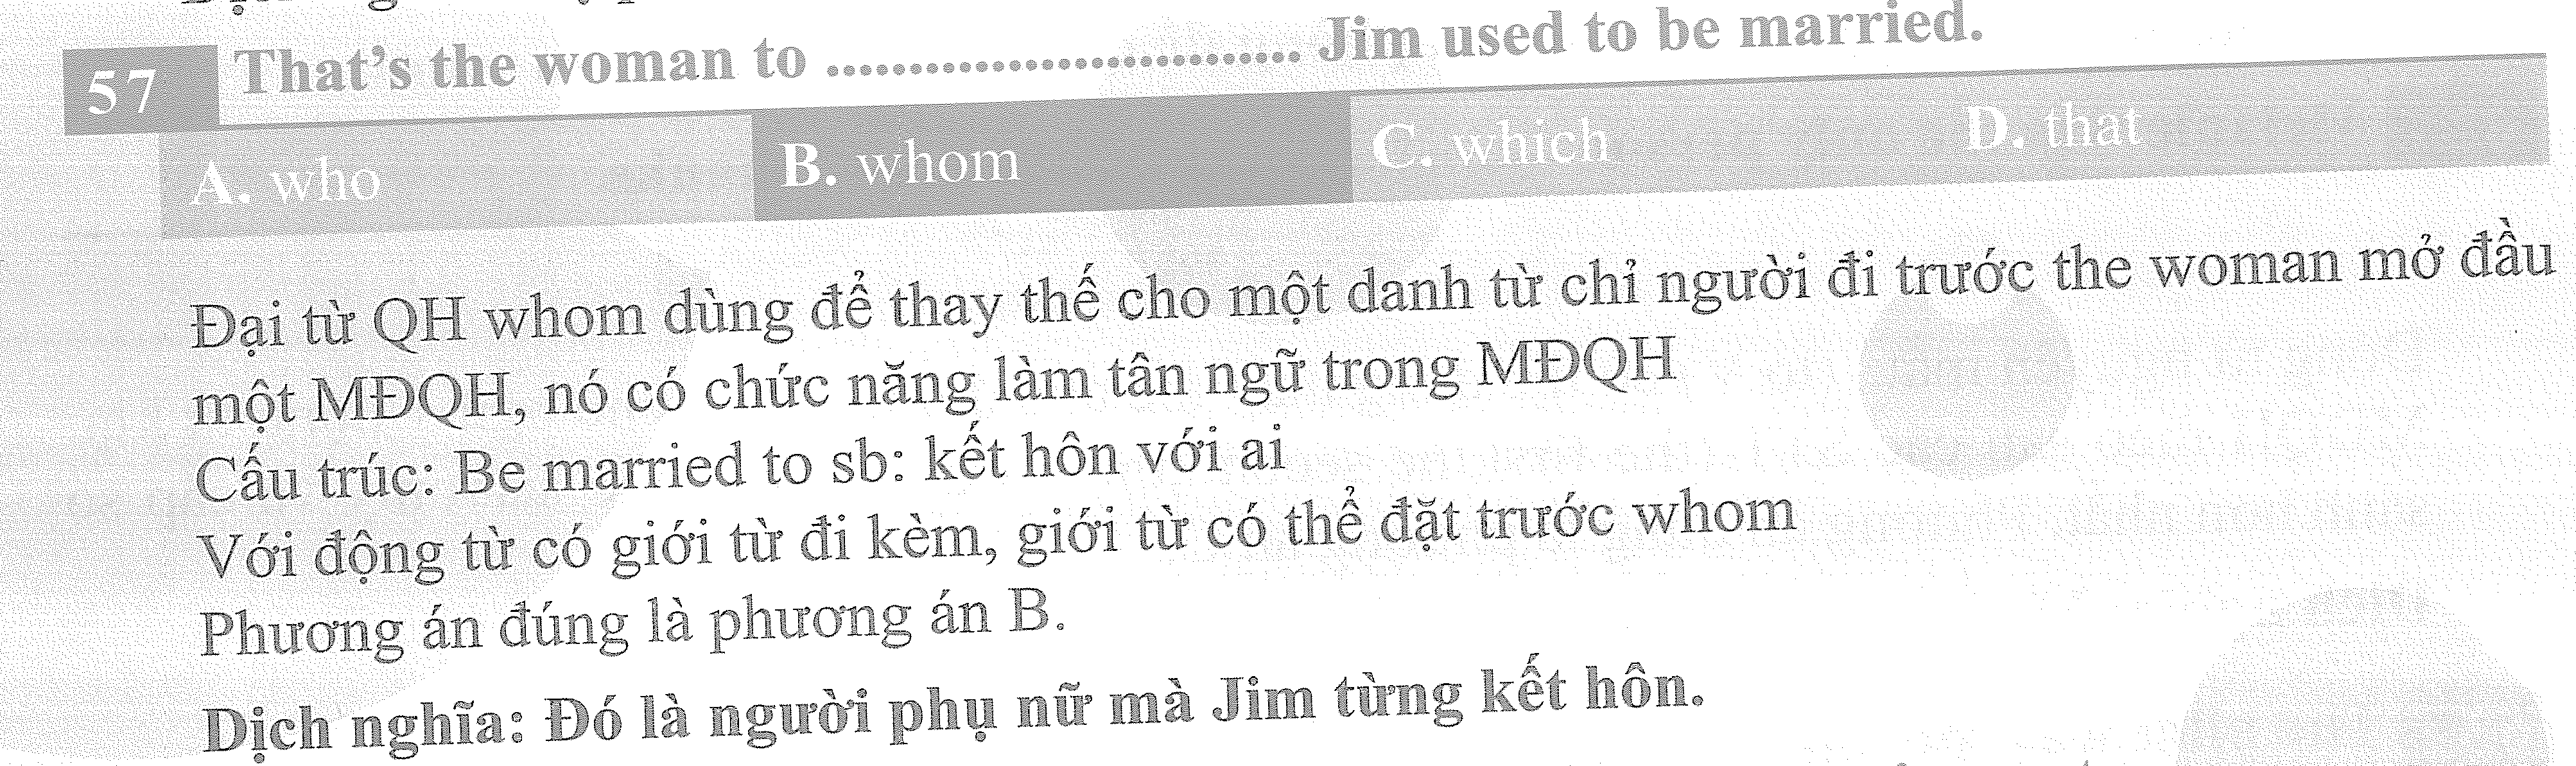 57 That's the woman to ............................. Jim used to be married.
A. who B. whom C. which D. that
Đại từ QH whom dùng để thay thế cho một danh từ chỉ người đi trước the woman mở đầu
một MĐQH, nó có chức năng làm tân ngữ trong MĐQH
Cấu trúc: Be married to sb: kết hôn với ai
Với động từ có giới từ đi kèm, giới từ có thể đặt trước whom
Phương án đúng là phương án B.
Dịch nghĩa: Đó là người phụ nữ mà Jim từng kết hôn.